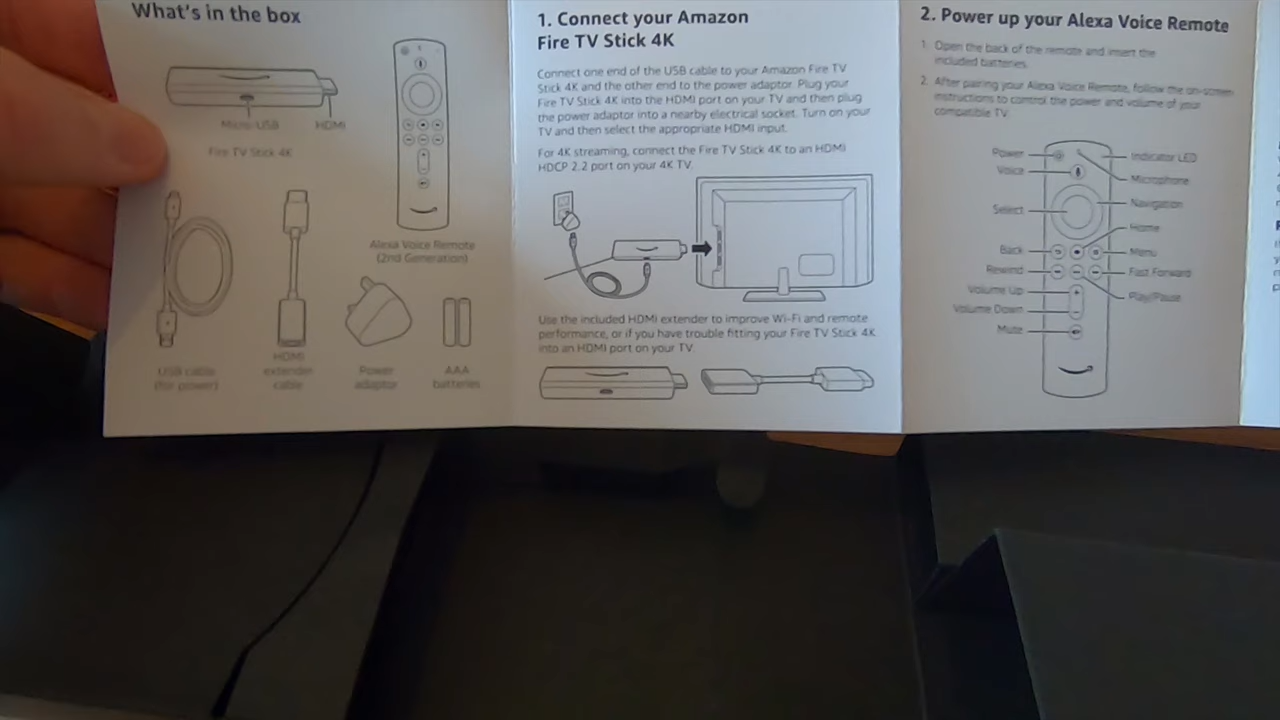 What's in the box
Micro-USB
HDMI
Fire TV Stick 4K
Alexa Voice Remote
(2nd Generation)
USB cable
(for power)
HDMI
extender
cable
Power
adaptor
AAA
batteries
1. Connect your Amazon
Fire TV Stick 4K
Connect one end of the USB cable to your Amazon Fire TV
Stick 4K and the other end to the power adaptor. Plug your
Fire TV Stick 4K into the HDMI port on your TV and then plug
the power adaptor into a nearby electrical socket. Turn on your
TV and then select the appropriate HDMI input.
For 4K streaming, connect the Fire TV Stick 4K to an HDMI
HDCP 2.2 port on your 4K TV.
Use the included HDMI extender to improve Wi-Fi and remote
performance, or if you have trouble fitting your Fire TV Stick 4K
into an HDMI port on your TV.
2. Power up your Alexa Voice Remote
1. Open the back of the remote and insert the
included batteries.
2. After pairing your Alexa Voice Remote, follow the on-screen
instructions to control the power and volume of your
compatible TV.
Power
Voice
Select
Back
Rewind
Volume Up
Volume Down
Mute
Indicator LED
Microphone
Navigation
Home
Menu
Fast Forward
Play/Pause